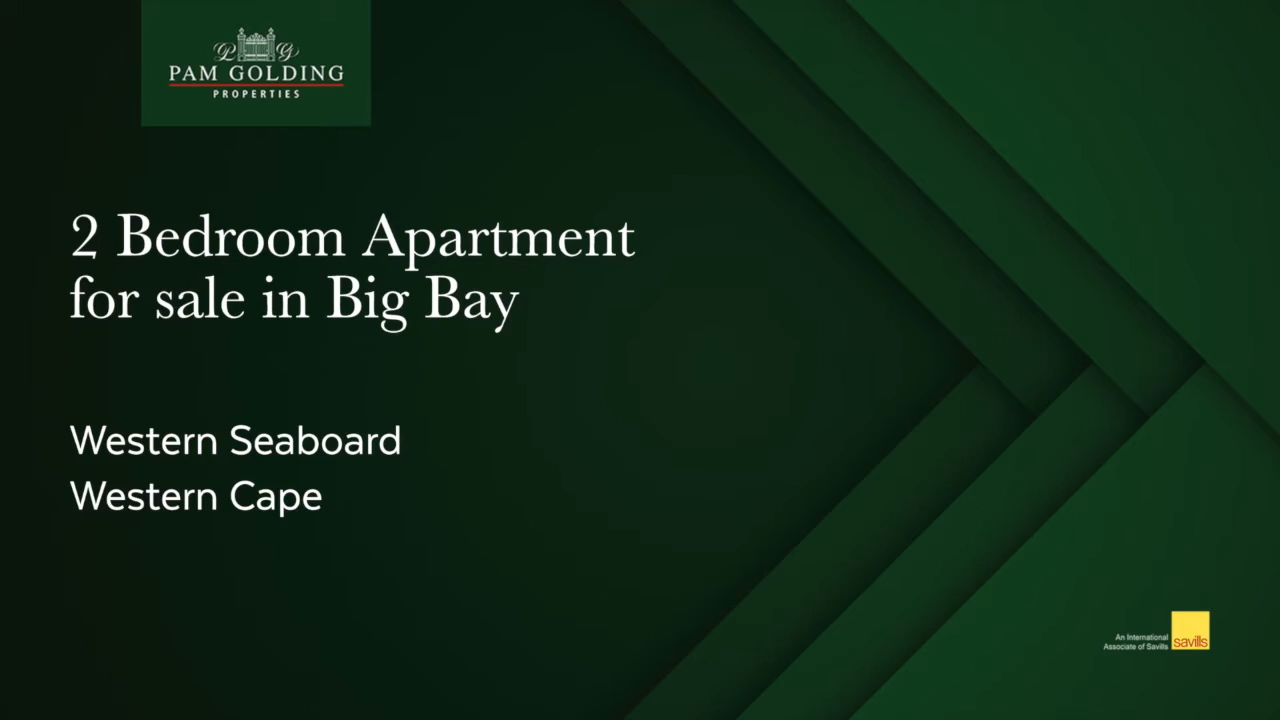 P G
PAM GOLDING
PROPERTIES
2 Bedroom Apartment
for sale in Big Bay
Western Seaboard
Western Cape
An International
Associate of Savills
savills